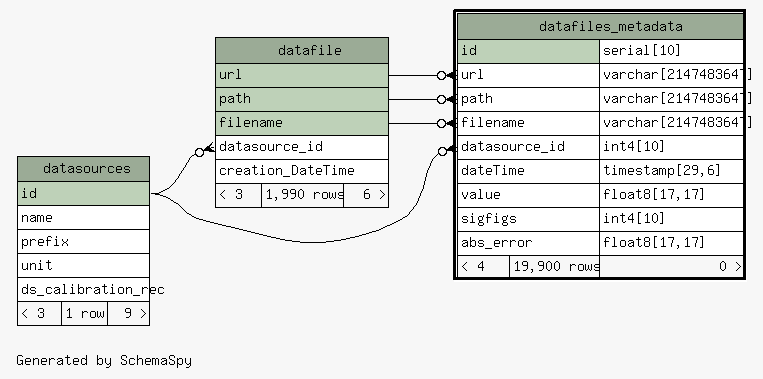 datafiles_metadata
id serial[10]
url varchar[2147483647]
path varchar[2147483647]
filename varchar[2147483647]
datasource_id int4[10]
dateTime timestamp[29,6]
value float8[17,17]
sigfigs int4[10]
abs_error float8[17,17]
< 4 19,900 rows 0 >
datafile
url
path
filename
datasource_id
creation_DateTime
< 3 1,990 rows 6 >
datasources
id
name
prefix
unit
ds_calibration_rec
< 3 1 row 9 >
Generated by SchemaSpy